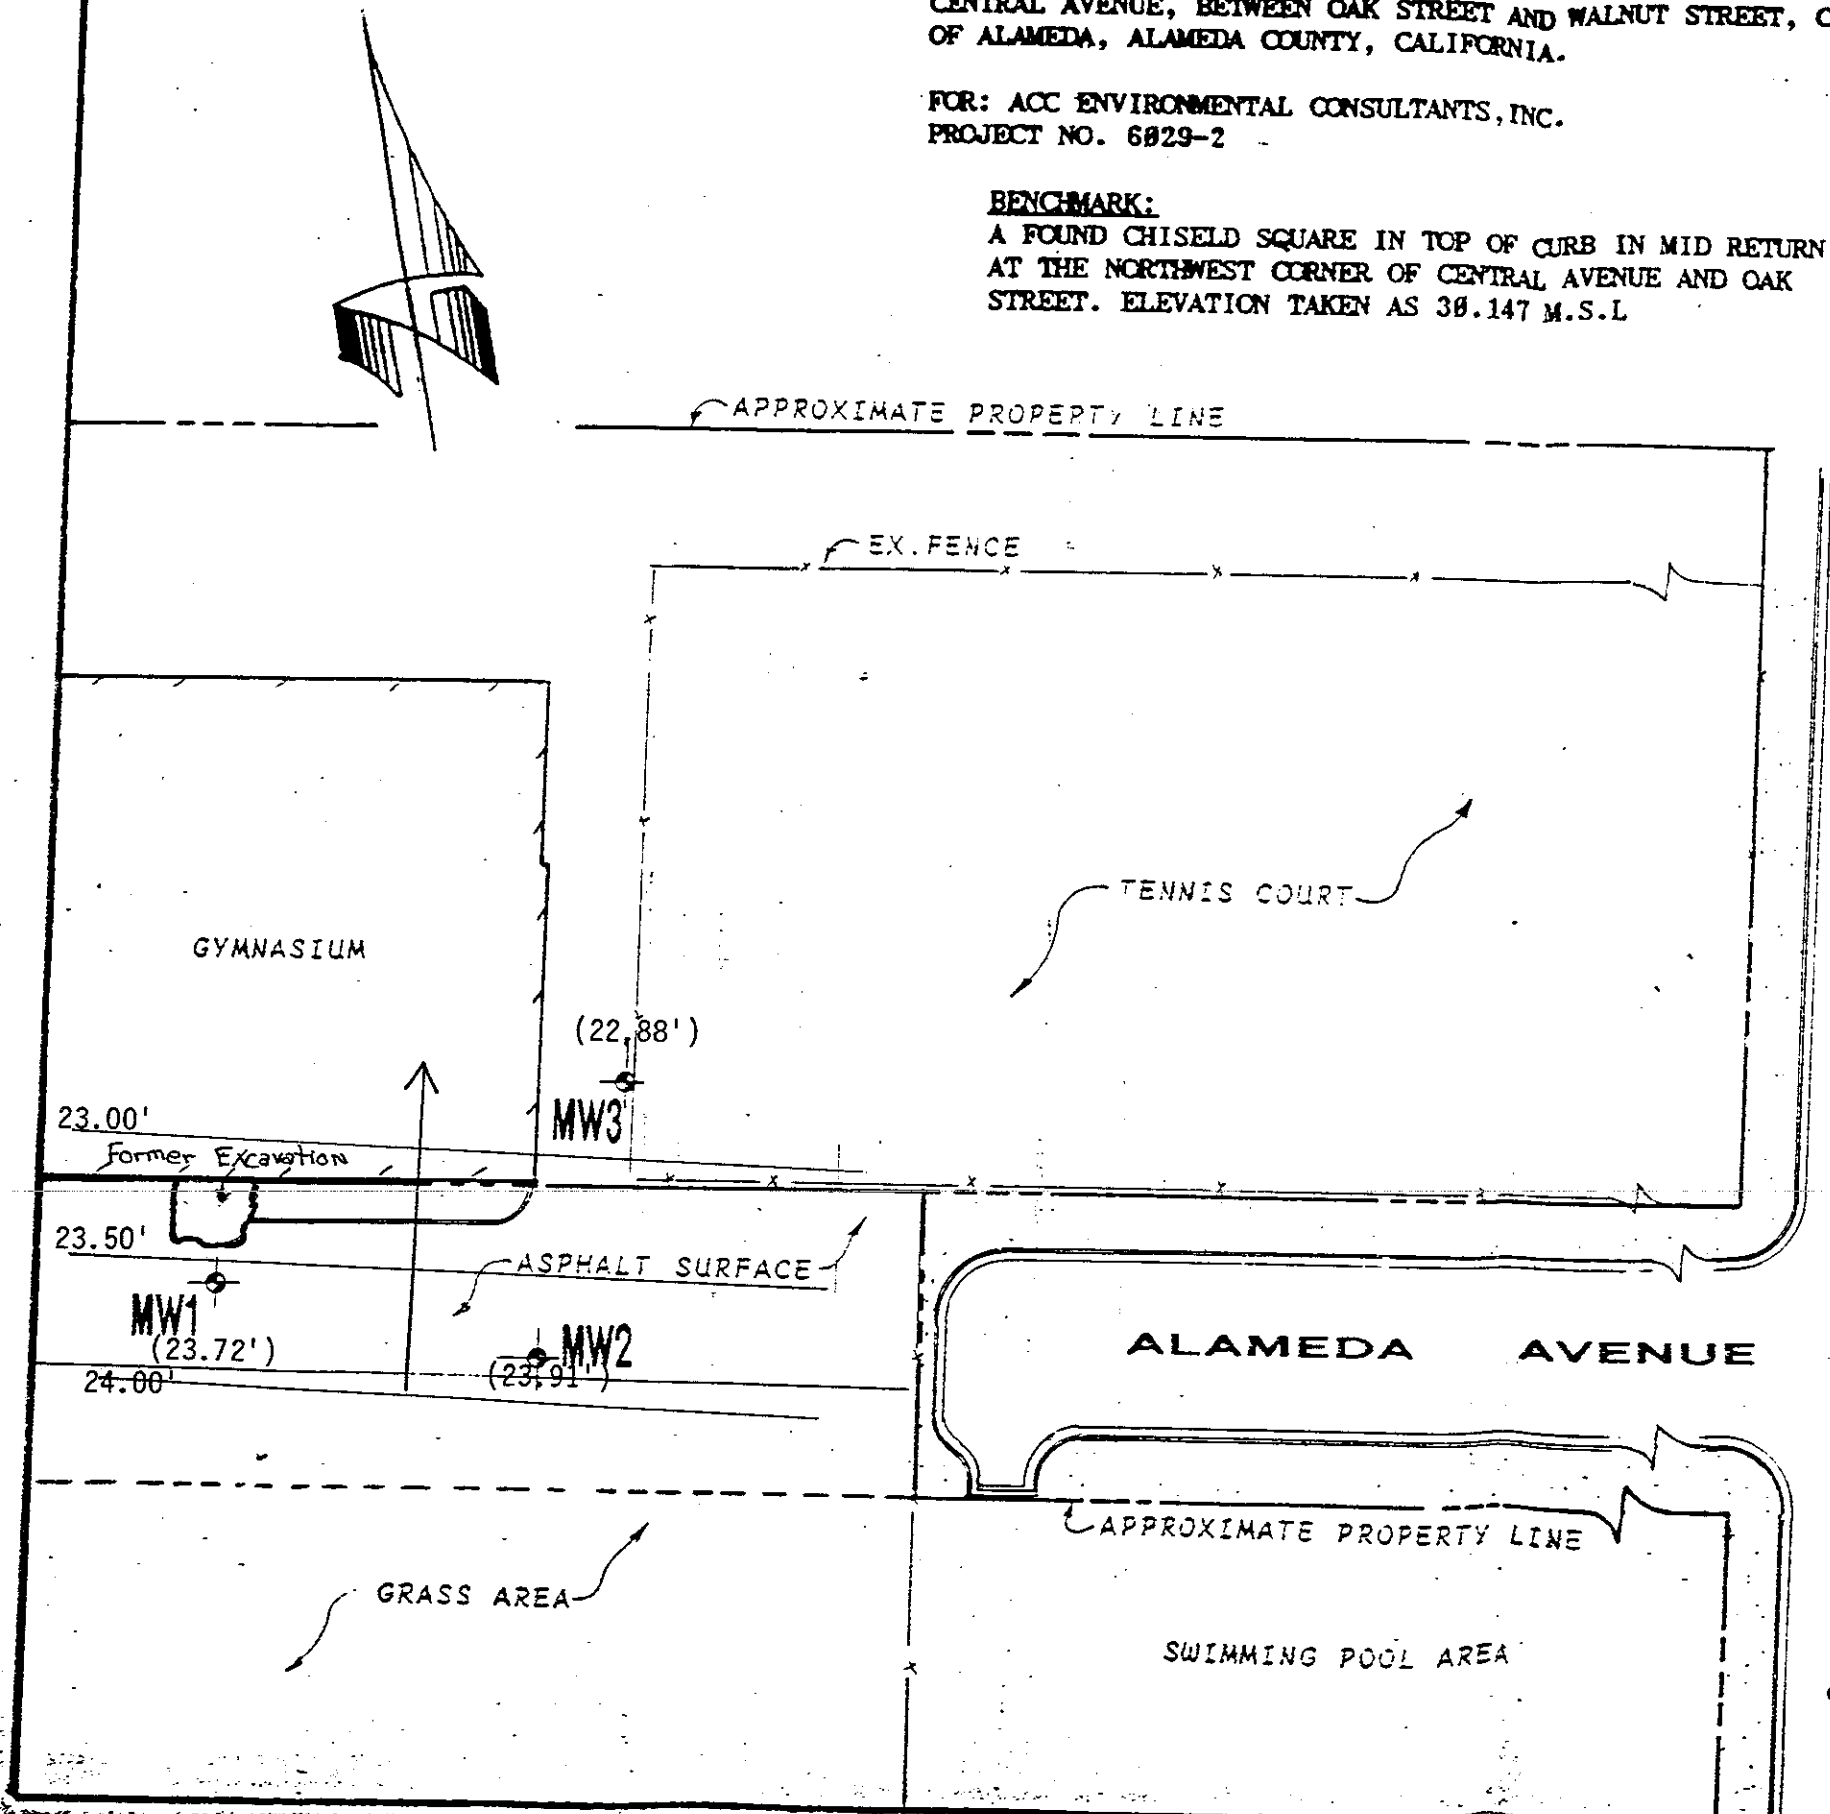 CENTRAL AVENUE, BETWEEN OAK STREET AND WALNUT STREET, C
OF ALAMEDA, ALAMEDA COUNTY, CALIFORNIA.
FOR: ACC ENVIRONMENTAL CONSULTANTS, INC.
PROJECT NO. 6029-2
BENCHMARK:
A FOUND CHISELD SQUARE IN TOP OF CURB IN MID RETURN
AT THE NORTHWEST CORNER OF CENTRAL AVENUE AND OAK
STREET. ELEVATION TAKEN AS 30.147 M.S.L
APPROXIMATE PROPERTY LINE
EX. FENCE
TENNIS COURT
GYMNASIUM
(22.88')
MW3
23.00'
Former Excavation
23.50'
ASPHALT SURFACE
MW1
(23.72')
MW2
(23.91')
24.00'
ALAMEDA AVENUE
APPROXIMATE PROPERTY LINE
GRASS AREA
SWIMMING POOL AREA